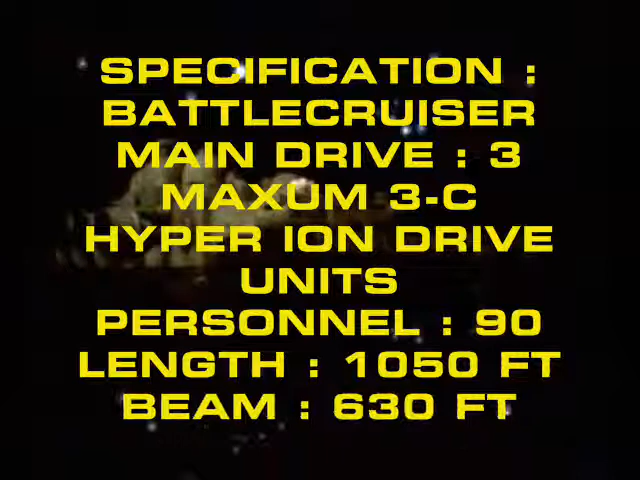 SPECIFICATION :
BATTLECRUISER
MAIN DRIVE : 3
MAXUM 3-C
HYPER ION DRIVE
UNITS
PERSONNEL : 90
LENGTH : 1050 FT
BEAM : 630 FT